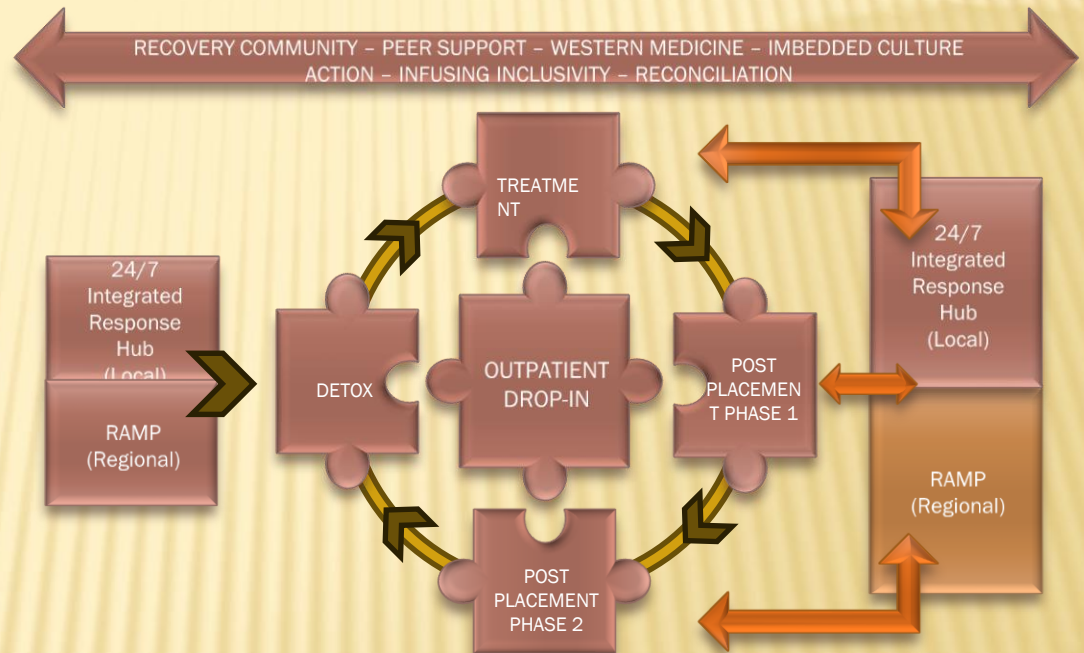 RECOVERY COMMUNITY – PEER SUPPORT – WESTERN MEDICINE – IMBEDDED CULTURE
ACTION – INFUSING INCLUSIVITY – RECONCILIATION
TREATME
NT
24/7
Integrated
Response
Hub
(Local)
RAMP
(Regional)
DETOX
OUTPATIENT
DROP-IN
POST
PLACEMEN
T PHASE 1
POST
PLACEMENT
PHASE 2
24/7
Integrated
Response
Hub
(Local)
RAMP
(Regional)